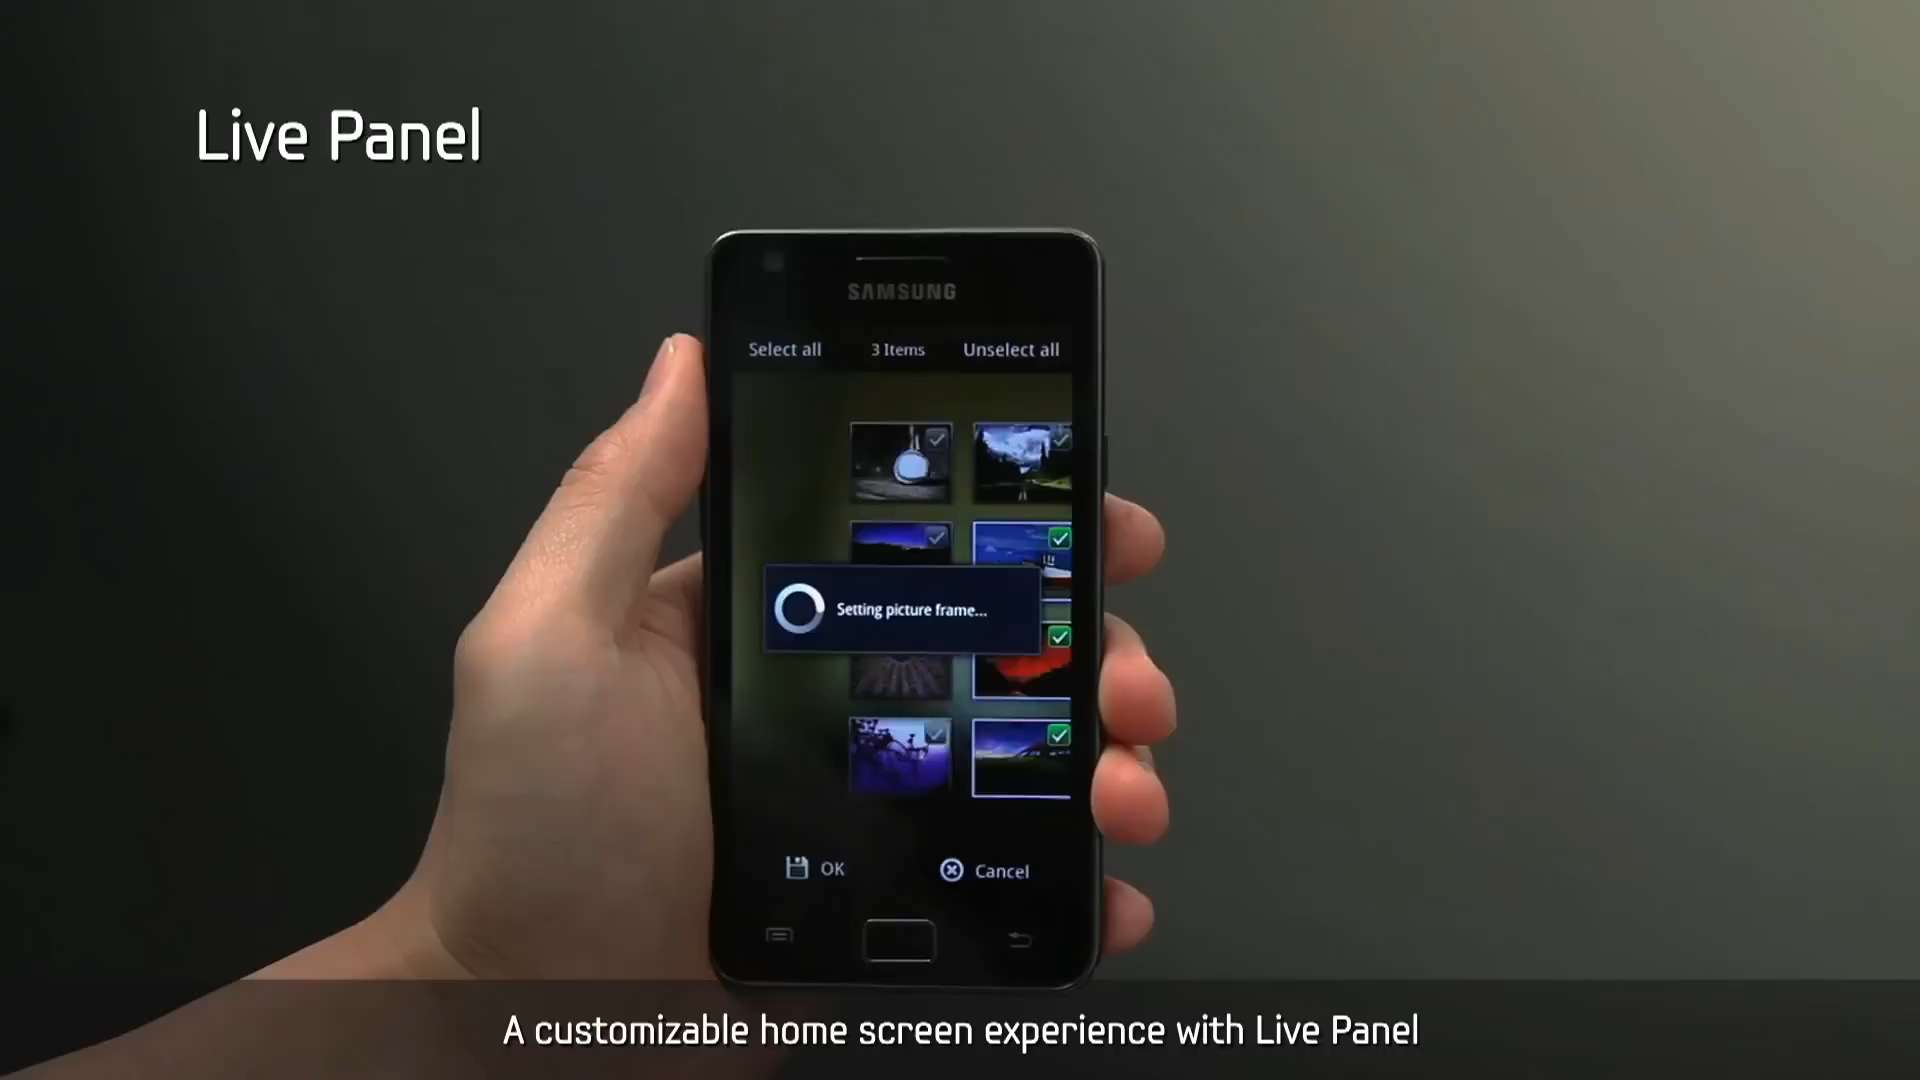 Live Panel
SAMSUNG
Select all 3 Items Unselect all
Setting picture frame...
OK Cancel
A customizable home screen experience with Live Panel